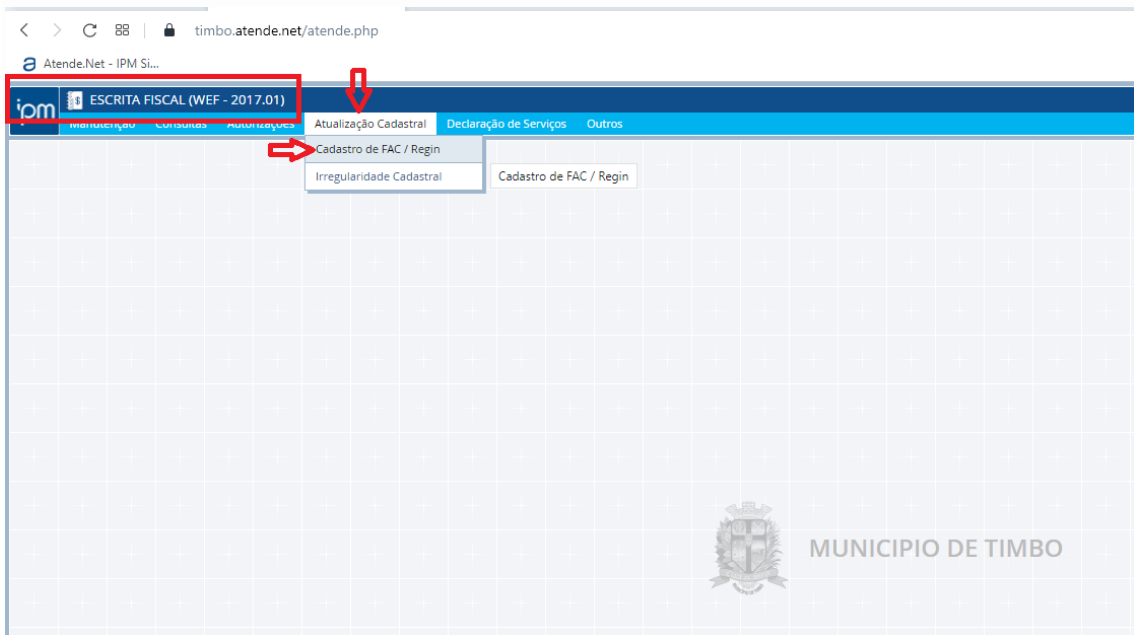 timbo.atende.net/atende.php
Atende.Net - IPM Si...
ipm ESCRITA FISCAL (WEF - 2017.01)
Manutenção Consultas Autorizações Atualização Cadastral Declaração de Serviços Outros
Cadastro de FAC / Regin
Irregularidade Cadastral Cadastro de FAC / Regin
MUNICIPIO DE TIMBO